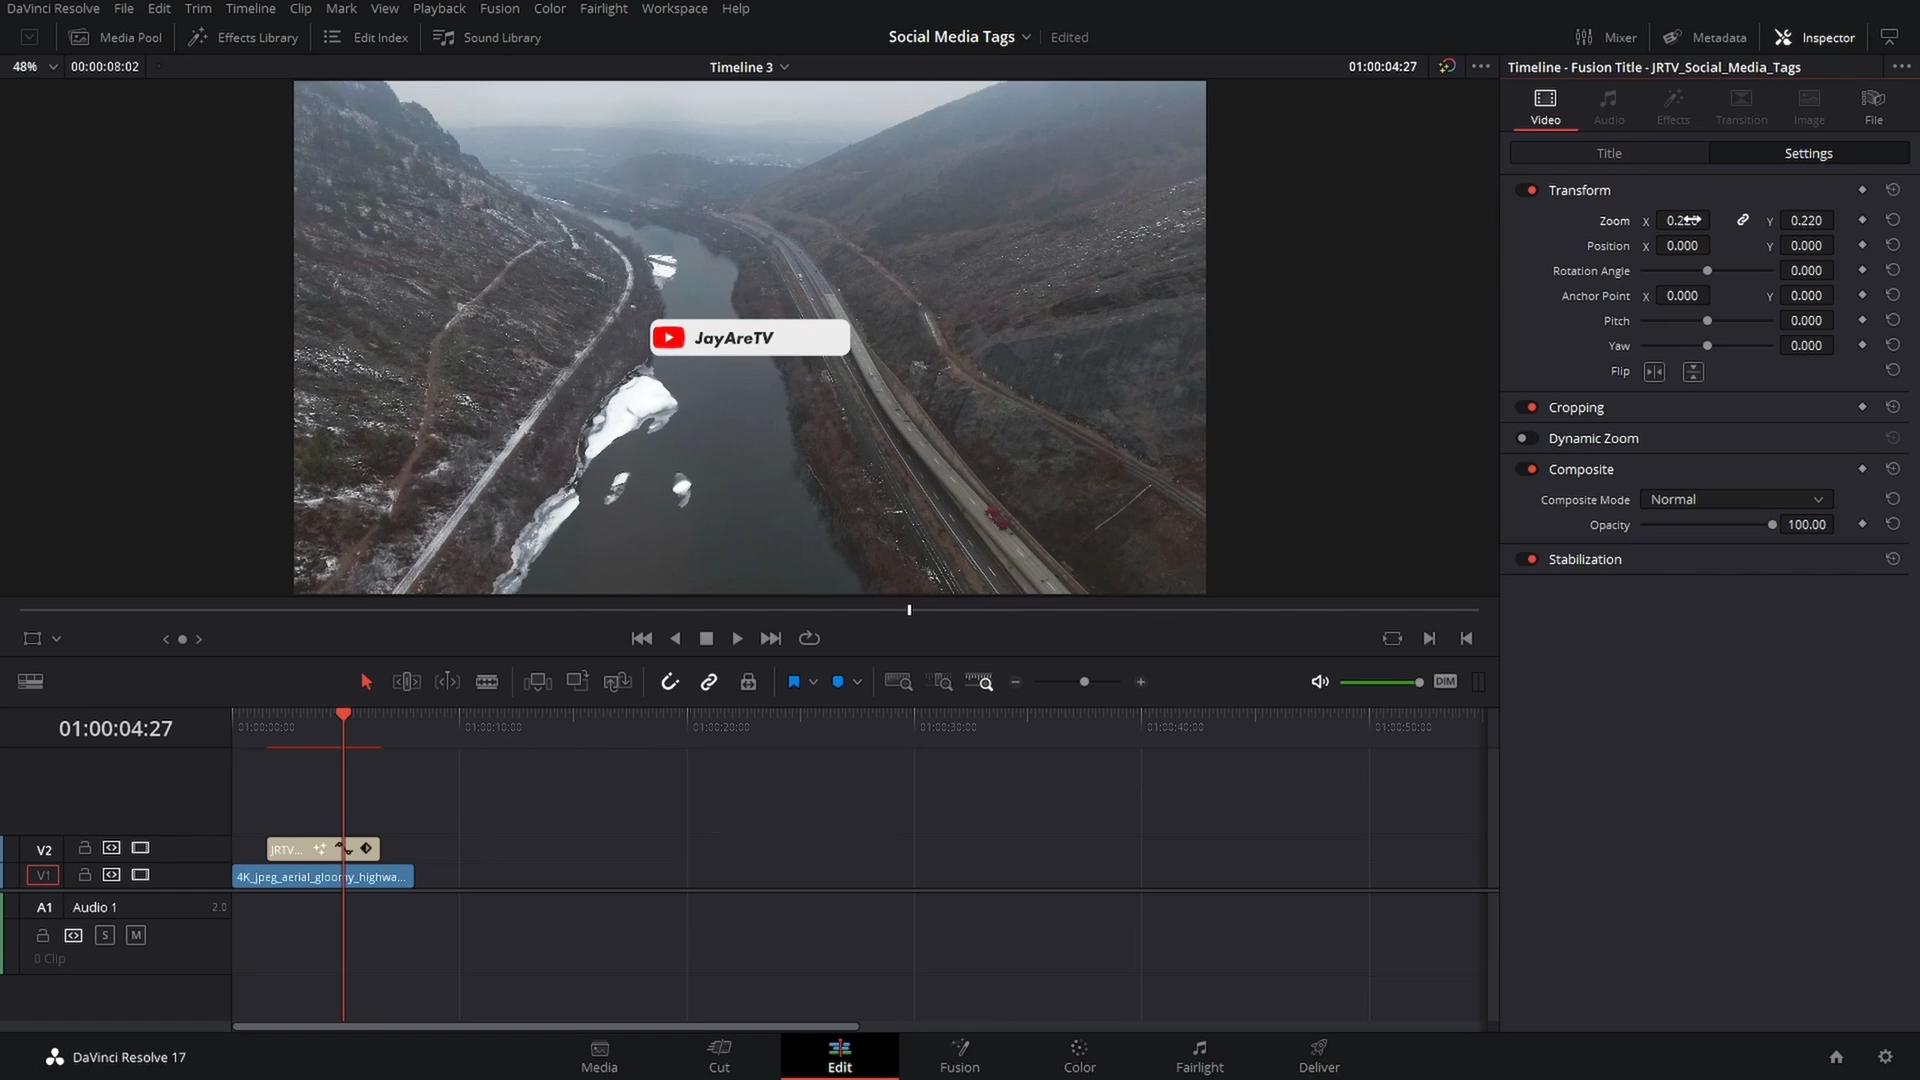 DaVinci Resolve File Edit Trim Timeline Clip Mark View Playback Fusion Color Fairlight Workspace Help
Media Pool Effects Library Edit Index Sound Library Social Media Tags Edited Mixer Metadata Inspector
48% 00:00:08:02 Timeline 3 01:00:04:27 Timeline - Fusion Title - JRTV_Social_Media_Tags
Video Audio Effects Transition Image File
Title Settings
Transform
Zoom X Y 0.220
Position X 0.000 Y 0.000
Rotation Angle 0.000
Anchor Point X 0.000 Y 0.000
Pitch 0.000
Yaw 0.000
Flip
Cropping
Dynamic Zoom
Composite
Composite Mode Normal
Opacity 100.00
Stabilization
JayAreTV
DIM
01:00:04:27
01:00:00:00 01:00:10:00 01:00:20:00 01:00:30:00 01:00:40:00 01:00:50:00
V2 JRTV...
V1 4K_jpeg_aerial_gloomy_highwa...
A1 Audio 1 2.0
S M
0 Clip
DaVinci Resolve 17
Media Cut Edit Fusion Color Fairlight Deliver